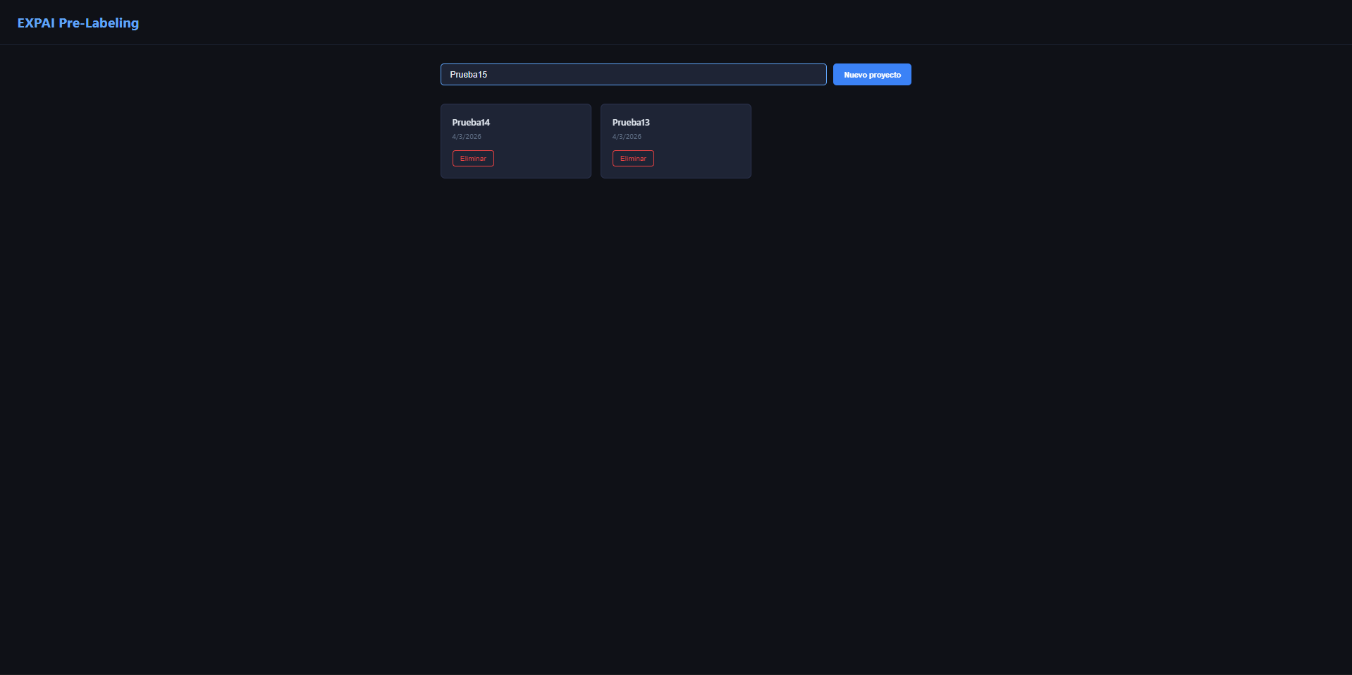 EXPAI Pre-Labeling
Prueba15
Nuevo proyecto
Prueba14
4/3/2026
Eliminar
Prueba13
4/3/2026
Eliminar